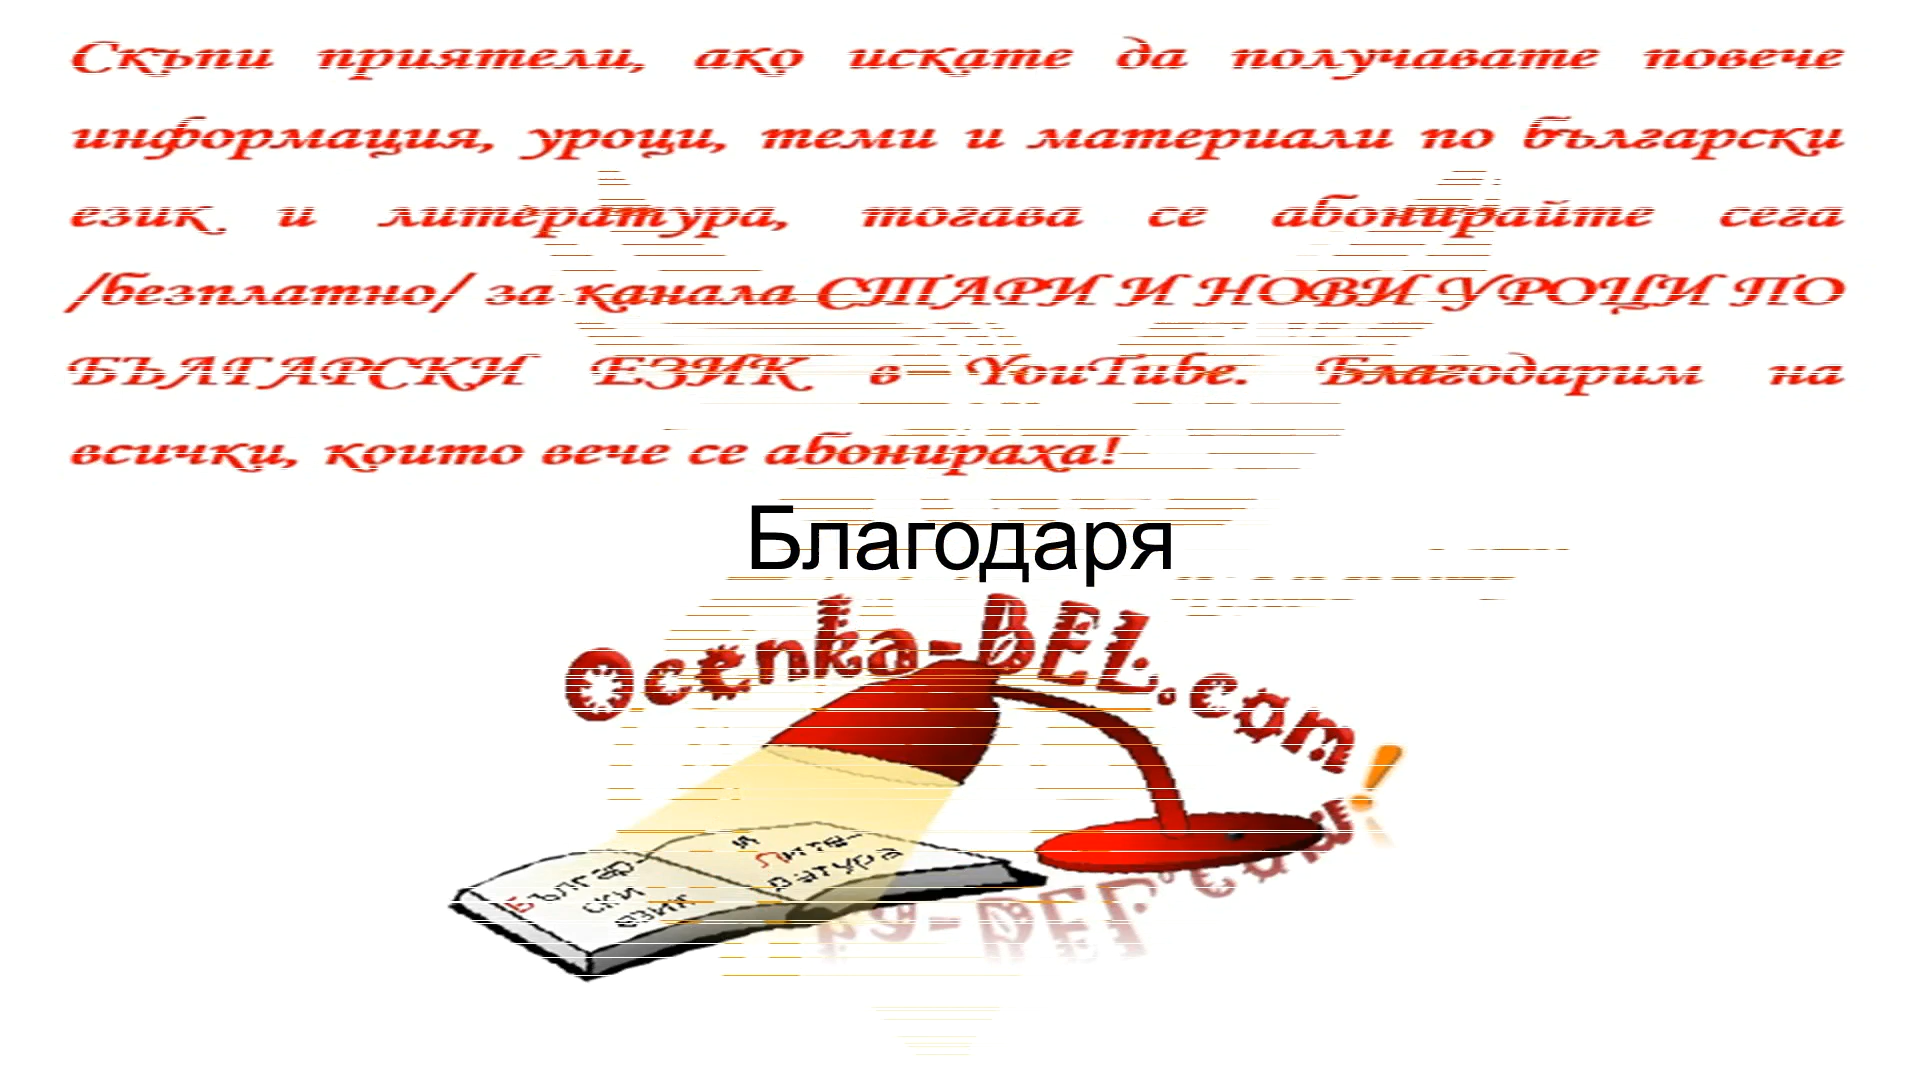 Скъпи приятели, ако искате да получавате повече
информация, уроци, теми и материали по български
език и литература, тогава се абонирайте сега
/безплатно/ за канала СТАРИ И НОВИ УРОЦИ ПО
БЪЛГАРСКИ ЕЗИК в YouTube. Благодарим на
всички, които вече се абонираха!
Благодаря
Ocenka-BEL.com!
Българ-
ски
език
и
Лите-
ратура